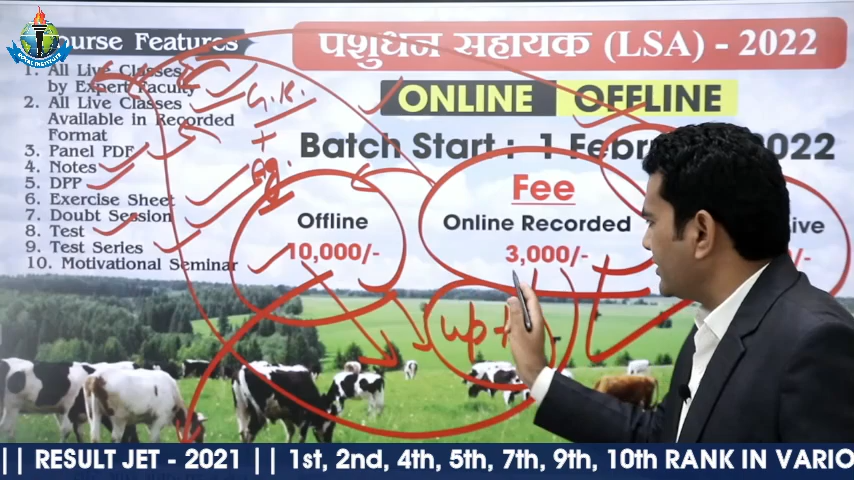 Course Features
1. All Live Classes
by Expert Faculty
2. All Live Classes
Available in Recorded
Format
3. Panel PDF
4. Notes
5. DPP
6. Exercise Sheet
7. Doubt Session
8. Test
9. Test Series
10. Motivational Seminar
पशुधन सहायक (LSA) - 2022
ONLINE OFFLINE
Batch Start : 1 2022
Fee
Offline
10,000/-
Online Recorded
3,000/-
/-
G.K.
+
Ag.
|| RESULT JET - 2021 || 1st, 2nd, 4th, 5th, 7th, 9th, 10th RANK IN VARIO